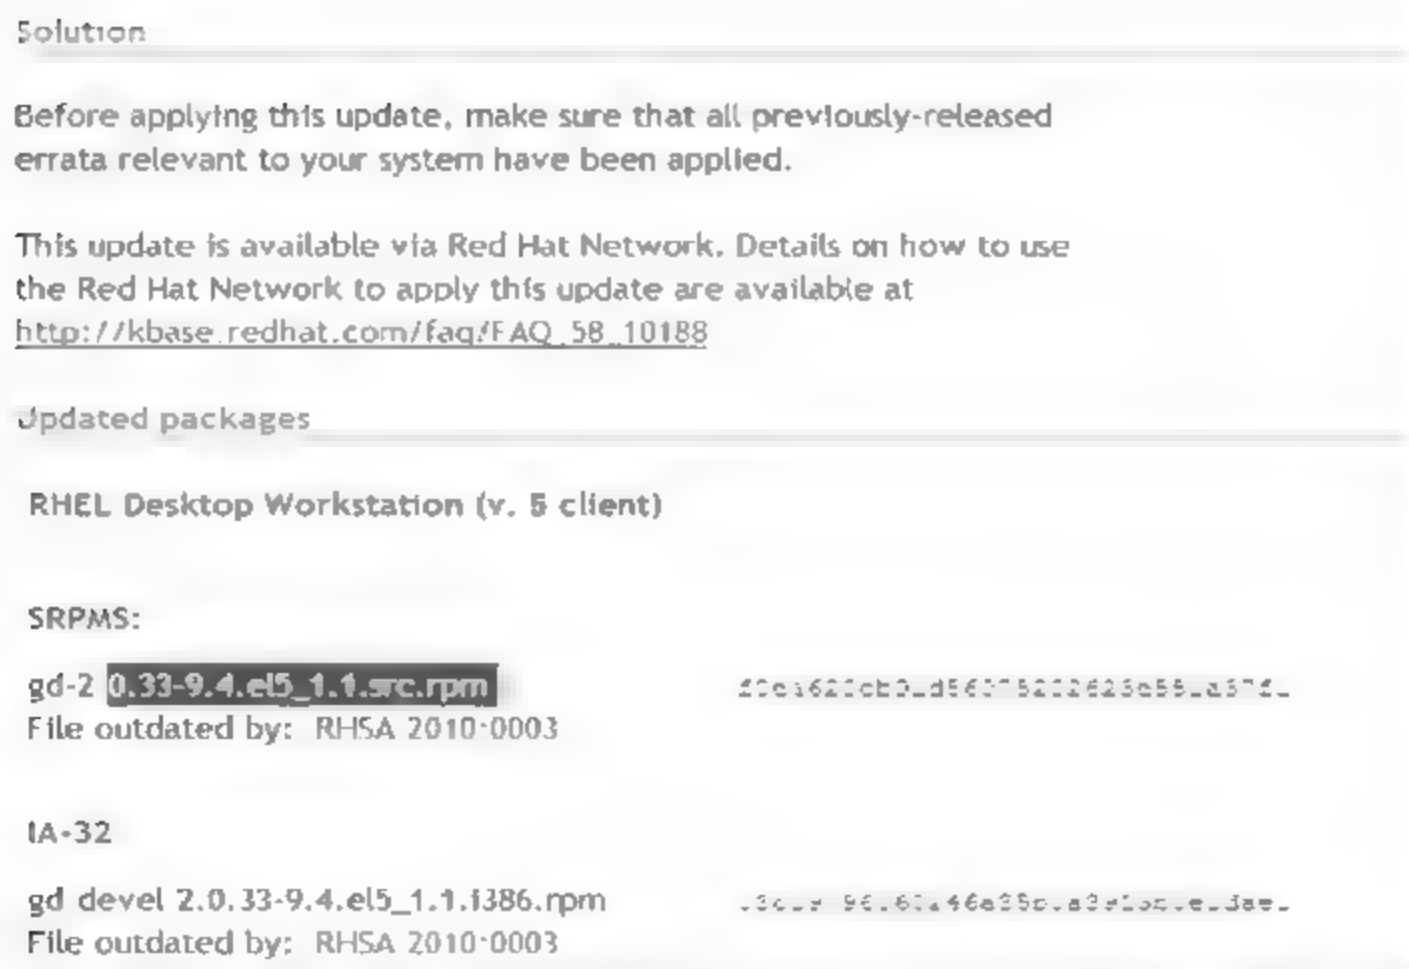 Solution
Before applying this update, make sure that all previously-released
errata relevant to your system have been applied.
This update is available via Red Hat Network. Details on how to use
the Red Hat Network to apply this update are available at
http://kbase.redhat.com/faq/FAQ_58_10188
Updated packages
RHEL Desktop Workstation (v. 5 client)
SRPMS:
gd-2.0.33-9.4.el5_1.1.src.rpm
File outdated by: RHSA-2010:0003
IA-32
gd-devel-2.0.33-9.4.el5_1.1.i386.rpm
File outdated by: RHSA-2010:0003